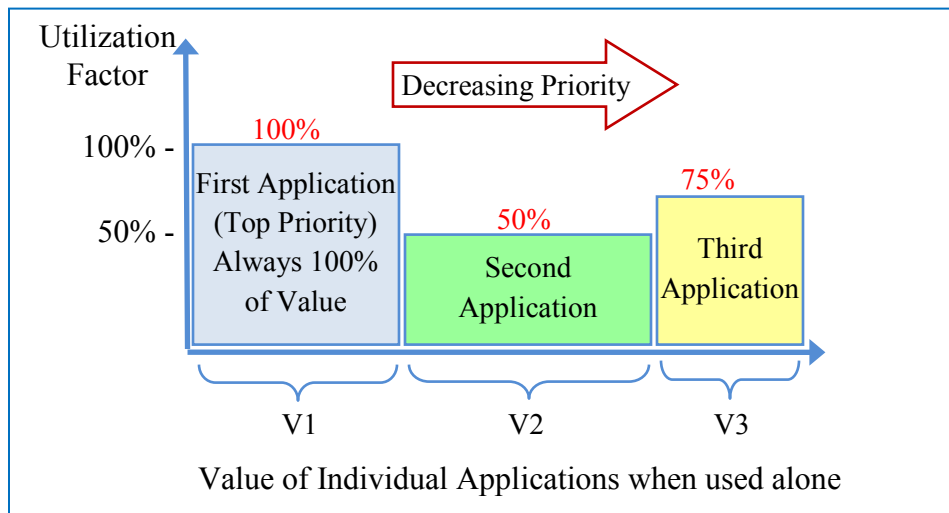 Utilization
Factor
Decreasing Priority
100%
100% -
First Application
(Top Priority)
Always 100%
of Value
50% -
50%
Second
Application
75%
Third
Application
V1
V2
V3
Value of Individual Applications when used alone